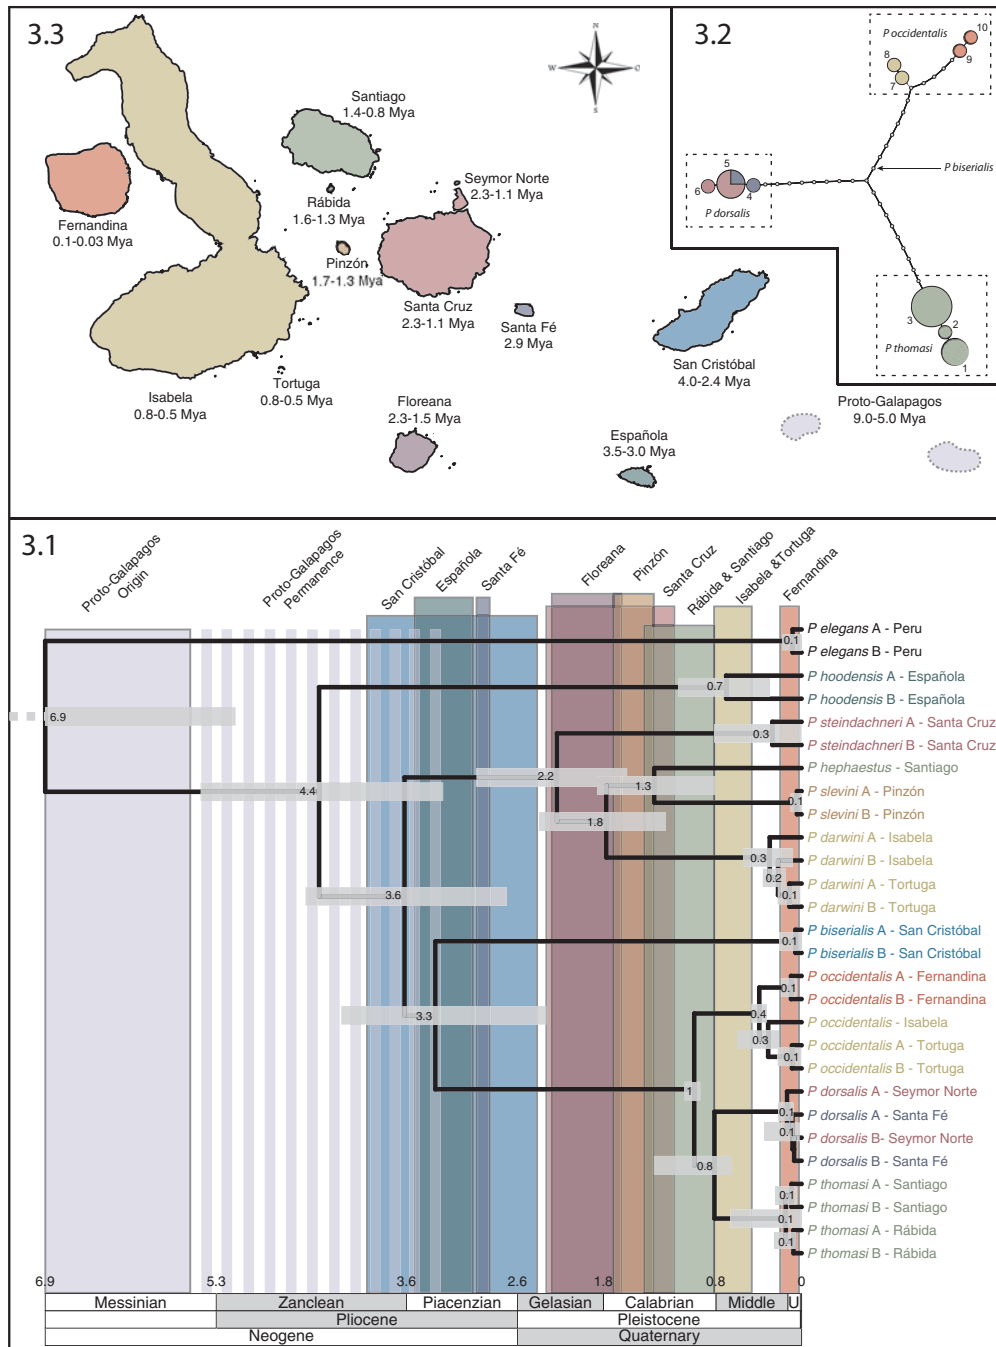 3.3
N
W
C
S
Santiago
1.4-0.8 Mya
Seymor Norte
2.3-1.1 Mya
Rábida
1.6-1.3 Mya
Fernandina
0.1-0.03 Mya
Pinzón
1.7-1.3 Mya
Santa Cruz
2.3-1.1 Mya
Santa Fé
2.9 Mya
San Cristóbal
4.0-2.4 Mya
Isabela
0.8-0.5 Mya
Tortuga
0.8-0.5 Mya
Floreana
2.3-1.5 Mya
Española
3.5-3.0 Mya
Proto-Galapagos
9.0-5.0 Mya
3.2
P occidentalis
10
9
8
7
P biserialis
5
6
4
P dorsalis
3
2
P thomasi
1
3.1
Proto-Galapagos
Origin
Proto-Galapagos
Permanence
San Cristóbal
Española
Santa Fé
Floreana
Pinzón
Santa Cruz
Rábida & Santiago
Isabela &Tortuga
Fernandina
P elegans A - Peru
0.1
P elegans B - Peru
P hoodensis A - Española
0.7
P hoodensis B - Española
6.9
P steindachneri A - Santa Cruz
0.3
P steindachneri B - Santa Cruz
P hephaestus - Santiago
2.2
1.3
4.4
P slevini A - Pinzón
0.1
P slevini B - Pinzón
1.8
P darwini A - Isabela
0.3
P darwini B - Isabela
0.2
P darwini A - Tortuga
0.1
3.6
P darwini B - Tortuga
P biserialis A - San Cristóbal
0.1
P biserialis B - San Cristóbal
P occidentalis A - Fernandina
0.1
P occidentalis B - Fernandina
0.4
3.3
P occidentalis - Isabela
0.3
P occidentalis A - Tortuga
0.1
P occidentalis B - Tortuga
1
P dorsalis A - Seymor Norte
0.1
P dorsalis A - Santa Fé
0.1
P dorsalis B- Seymor Norte
P dorsalis B - Santa Fé
0.8
P thomasi A - Santiago
0.1
P thomasi B - Santiago
0.1
P thomasi A - Rábida
0.1
P thomasi B - Rábida
6.9 5.3 3.6 2.6 1.8 0.8 0
Messinian Zanclean Piacenzian Gelasian Calabrian Middle U
Pliocene Pleistocene
Neogene Quaternary